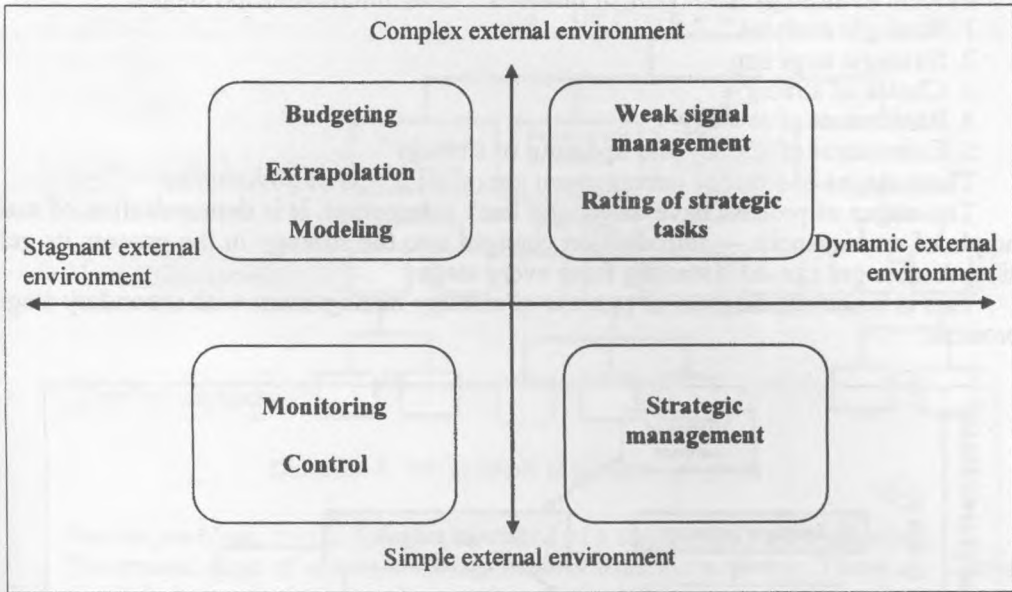 Complex external environment
Budgeting
Extrapolation
Modeling
Weak signal
management
Rating of strategic
tasks
Stagnant external
environment
Dynamic external
environment
Monitoring
Control
Strategic
management
Simple external environment